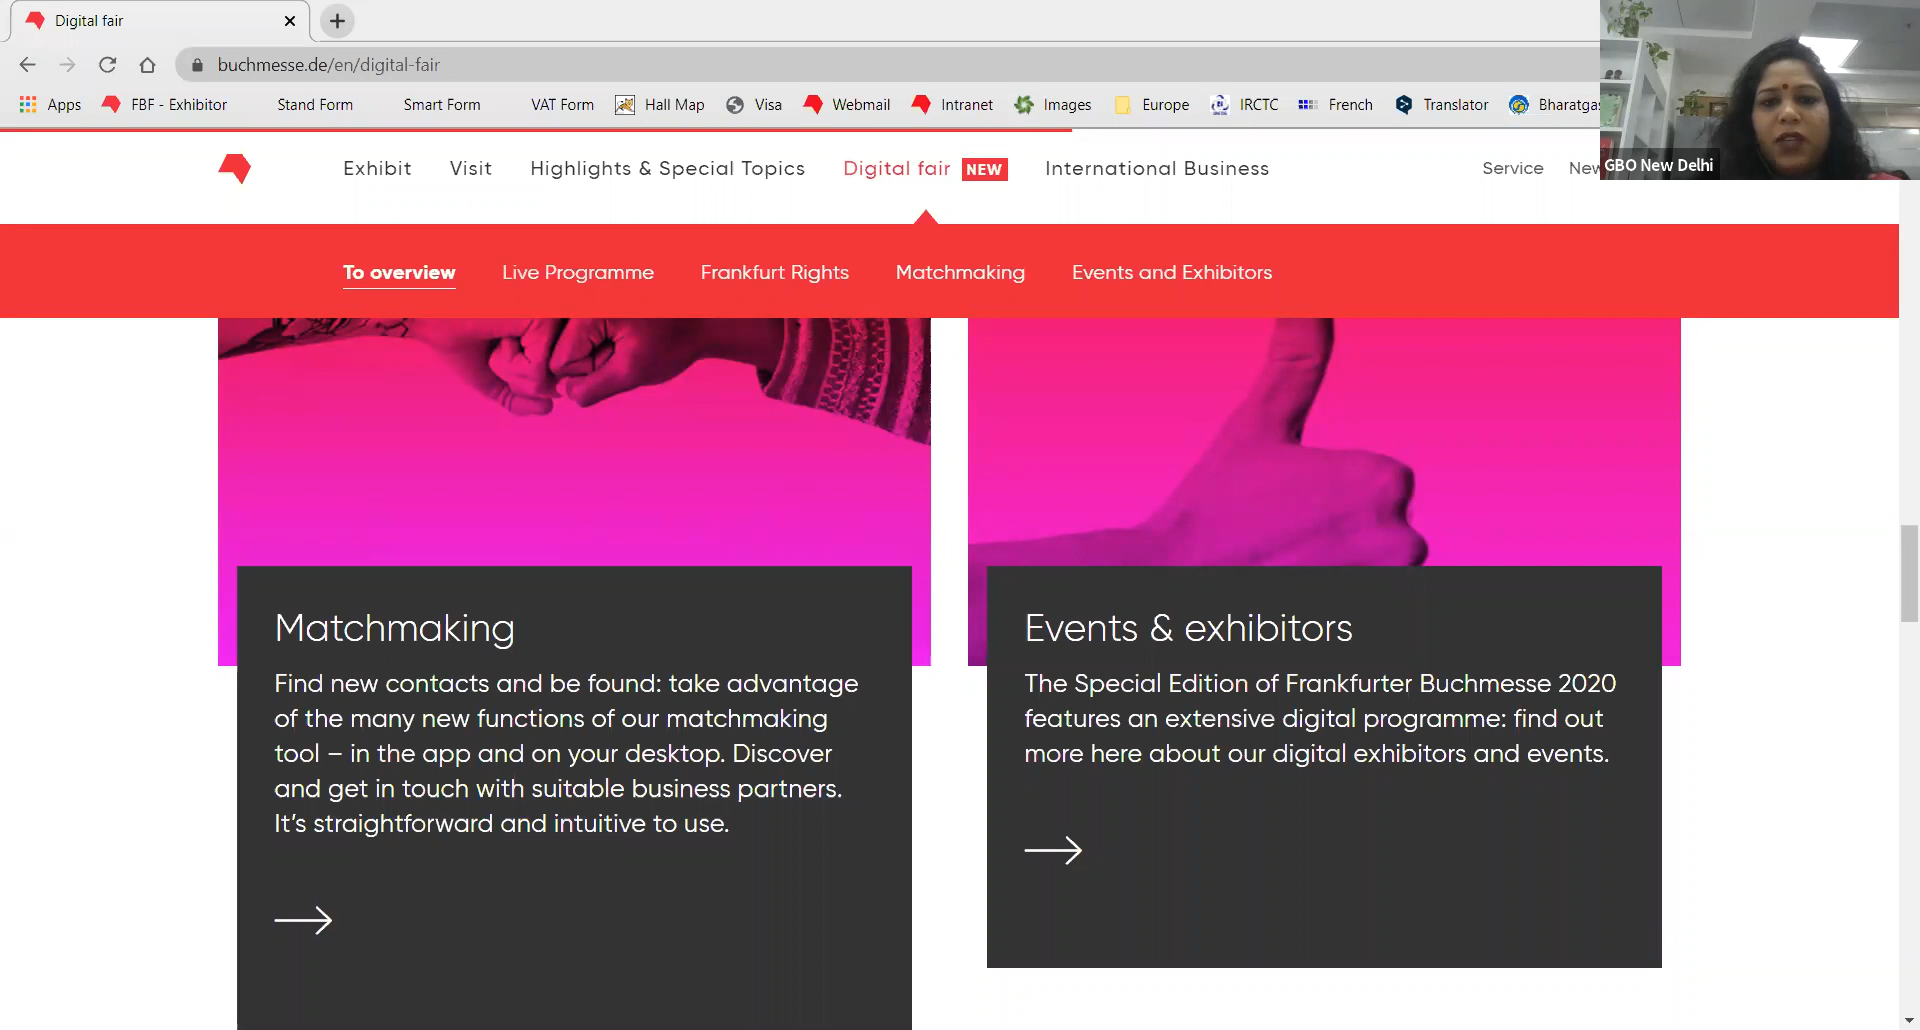 Digital fair
buchmesse.de/en/digital-fair
Apps FBF - Exhibitor Stand Form Smart Form VAT Form Hall Map Visa Webmail Intranet Images Europe IRCTC French Translator Bharatgas
GBO New Delhi
Exhibit Visit Highlights & Special Topics Digital fair NEW International Business Service New
To overview Live Programme Frankfurt Rights Matchmaking Events and Exhibitors
Matchmaking
Find new contacts and be found: take advantage
of the many new functions of our matchmaking
tool – in the app and on your desktop. Discover
and get in touch with suitable business partners.
It’s straightforward and intuitive to use.
Events & exhibitors
The Special Edition of Frankfurter Buchmesse 2020
features an extensive digital programme: find out
more here about our digital exhibitors and events.